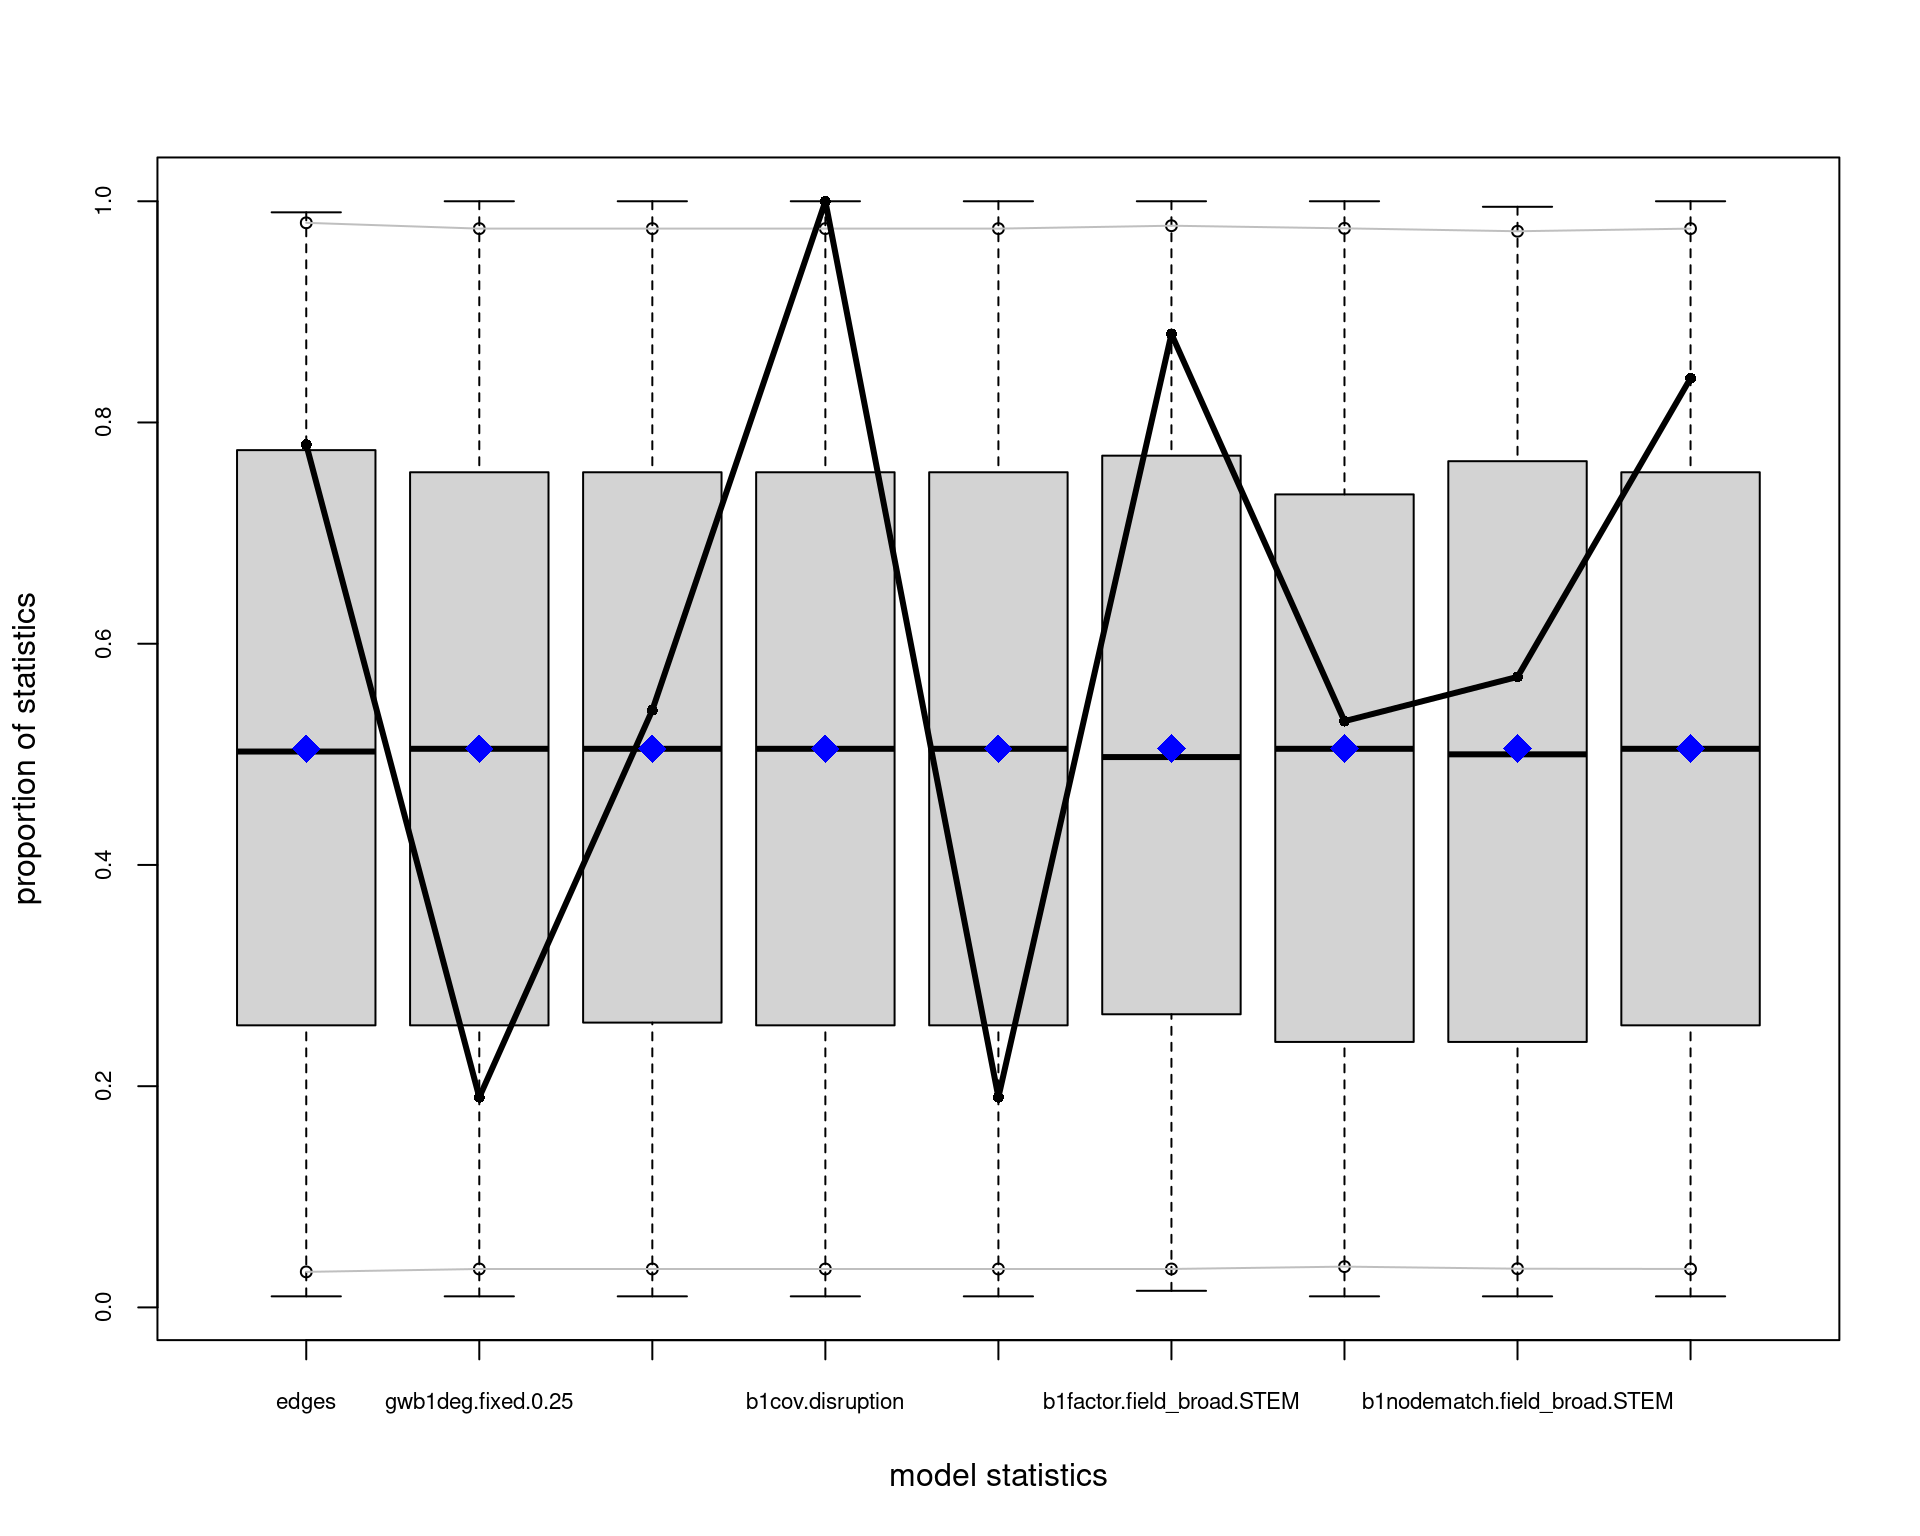 1.0
0.8
0.6
0.4
0.2
0.0
proportion of statistics
edges gwb1deg.fixed.0.25 b1cov.disruption b1factor.field_broad.STEM b1nodematch.field_broad.STEM
model statistics